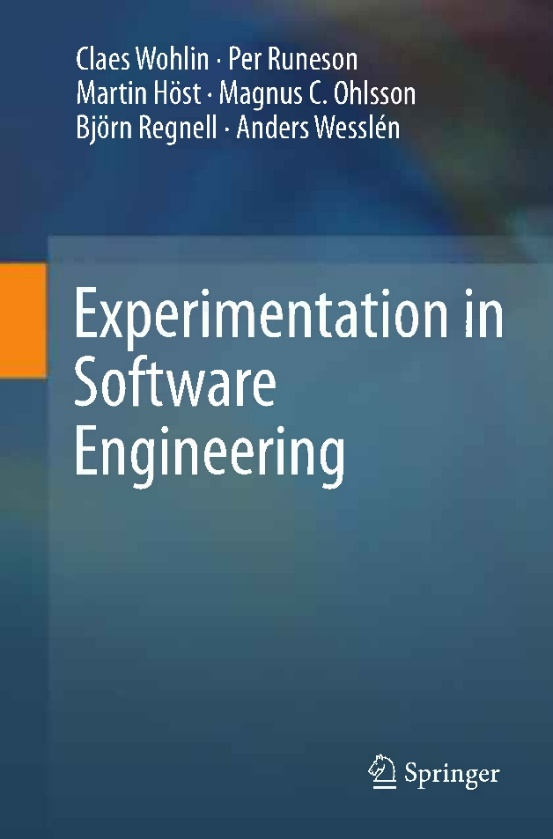 Claes Wohlin · Per Runeson
Martin Höst · Magnus C. Ohlsson
Björn Regnell · Anders Wesslén
Experimentation in
Software
Engineering
Springer